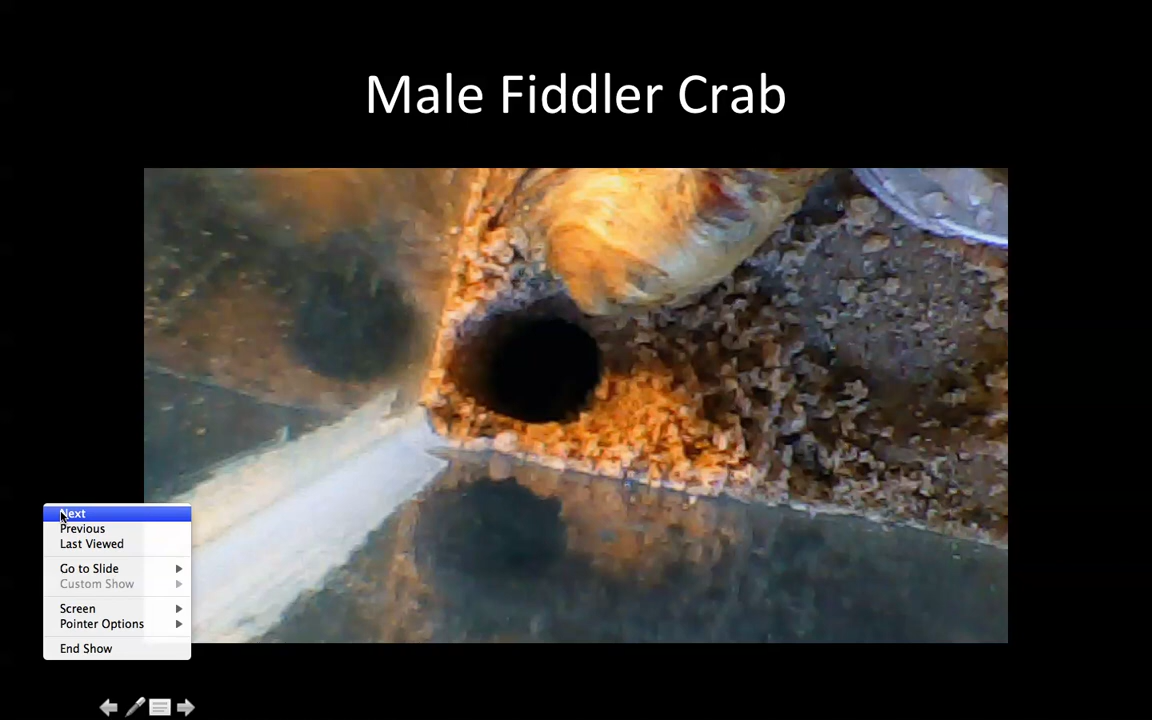 Male Fiddler Crab
Next
Previous
Last Viewed
Go to Slide
Custom Show
Screen
Pointer Options
End Show